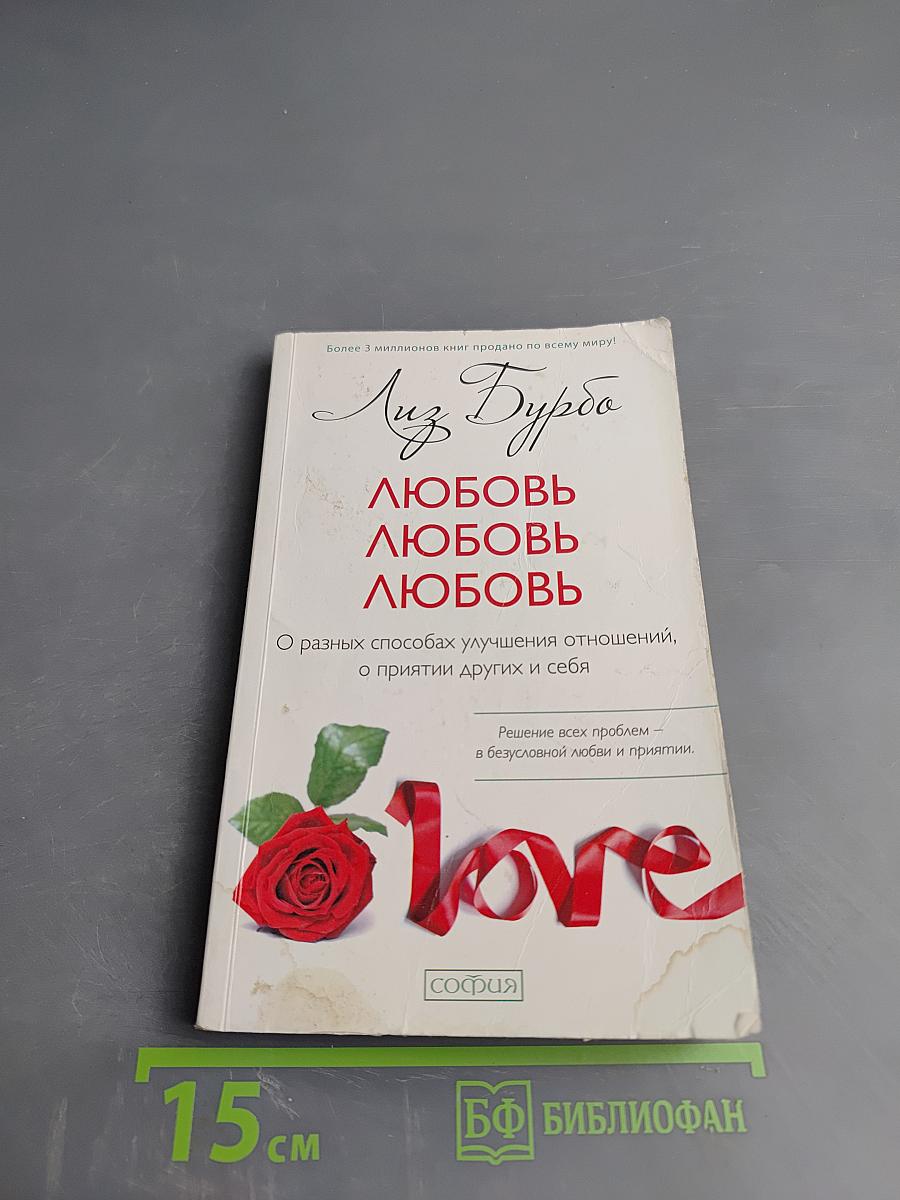 Более 3 миллионов книг продано по всему миру!
Лиз Бурбо
ЛЮБОВЬ
ЛЮБОВЬ
ЛЮБОВЬ
О разных способах улучшения отношений,
о приятии других и себя
Решение всех проблем –
в безусловной любви и приятии.
love
СОФИЯ
15 см
БФ БИБЛИОФАН